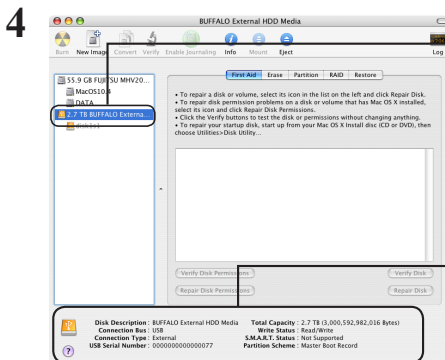 4
BUFFALO External HDD Media
Burn New Image Convert Verify Enable Journaling Info Mount Eject Log
First Aid Erase Partition RAID Restore
55.9 GB FUJITSU MHV20...
MacOS10.4
DATA
2.7 TB BUFFALO Externa...
disk1s1
• To repair a disk or volume, select its icon in the list on the left and click Repair Disk.
• To repair disk permission problems on a disk or volume that has Mac OS X installed,
select its icon and click Repair Disk Permissions.
• Click the Verify buttons to test the disk or permissions without changing anything.
• To repair your startup disk, start up from your Mac OS X Install disc (CD or DVD), then
choose Utilities>Disk Utility...
Verify Disk Permissions Verify Disk
Repair Disk Permissions Repair Disk
Disk Description : BUFFALO External HDD Media Total Capacity : 2.7 TB (3,000,592,982,016 Bytes)
Connection Bus : USB Write Status : Read/Write
Connection Type : External S.M.A.R.T. Status : Not Supported
USB Serial Number : 0000000000000077 Partition Scheme : Master Boot Record
?